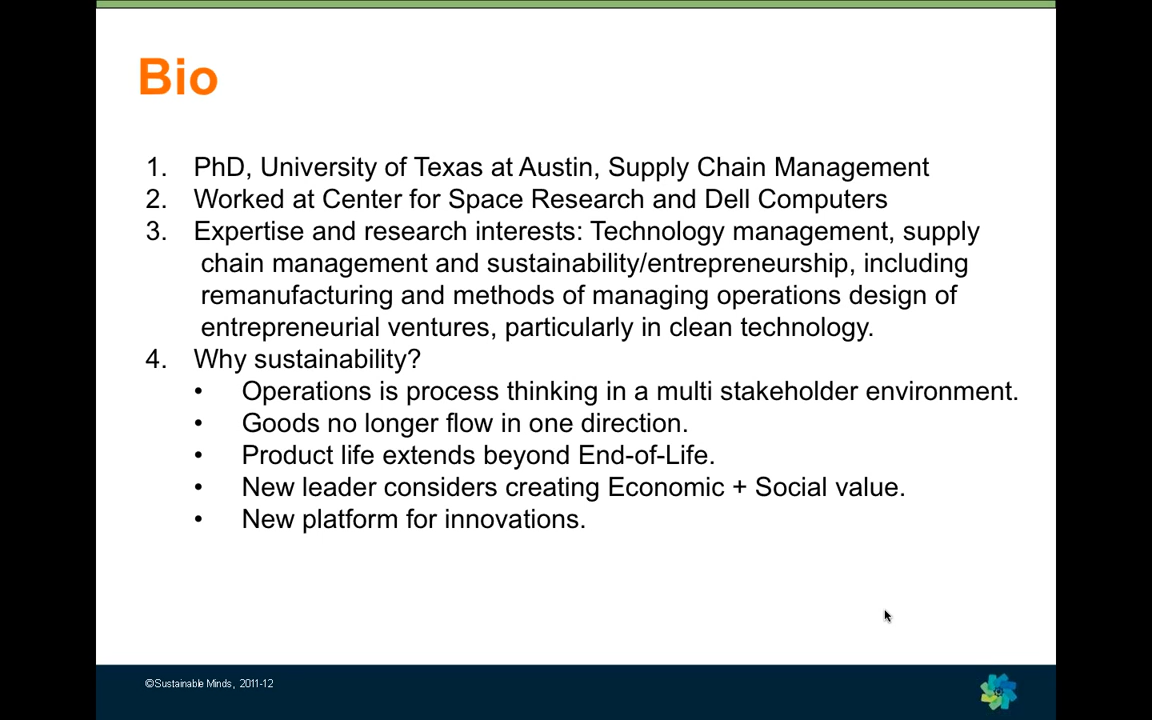 Bio
1. PhD, University of Texas at Austin, Supply Chain Management
2. Worked at Center for Space Research and Dell Computers
3. Expertise and research interests: Technology management, supply
chain management and sustainability/entrepreneurship, including
remanufacturing and methods of managing operations design of
entrepreneurial ventures, particularly in clean technology.
4. Why sustainability?
• Operations is process thinking in a multi stakeholder environment.
• Goods no longer flow in one direction.
• Product life extends beyond End-of-Life.
• New leader considers creating Economic + Social value.
• New platform for innovations.
©Sustainable Minds, 2011-12